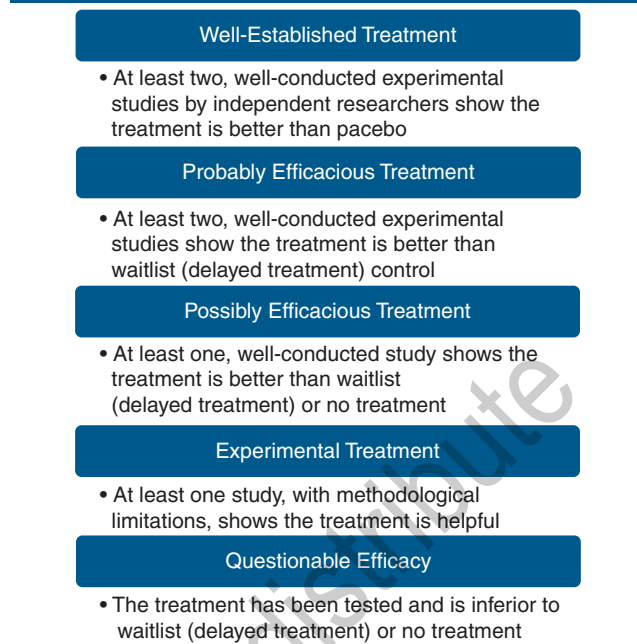 Well-Established Treatment
• At least two, well-conducted experimental
studies by independent researchers show the
treatment is better than pacebo
Probably Efficacious Treatment
• At least two, well-conducted experimental
studies show the treatment is better than
waitlist (delayed treatment) control
Possibly Efficacious Treatment
• At least one, well-conducted study shows the
treatment is better than waitlist
(delayed treatment) or no treatment
Experimental Treatment
• At least one study, with methodological
limitations, shows the treatment is helpful
Questionable Efficacy
• The treatment has been tested and is inferior to
waitlist (delayed treatment) or no treatment
distribute